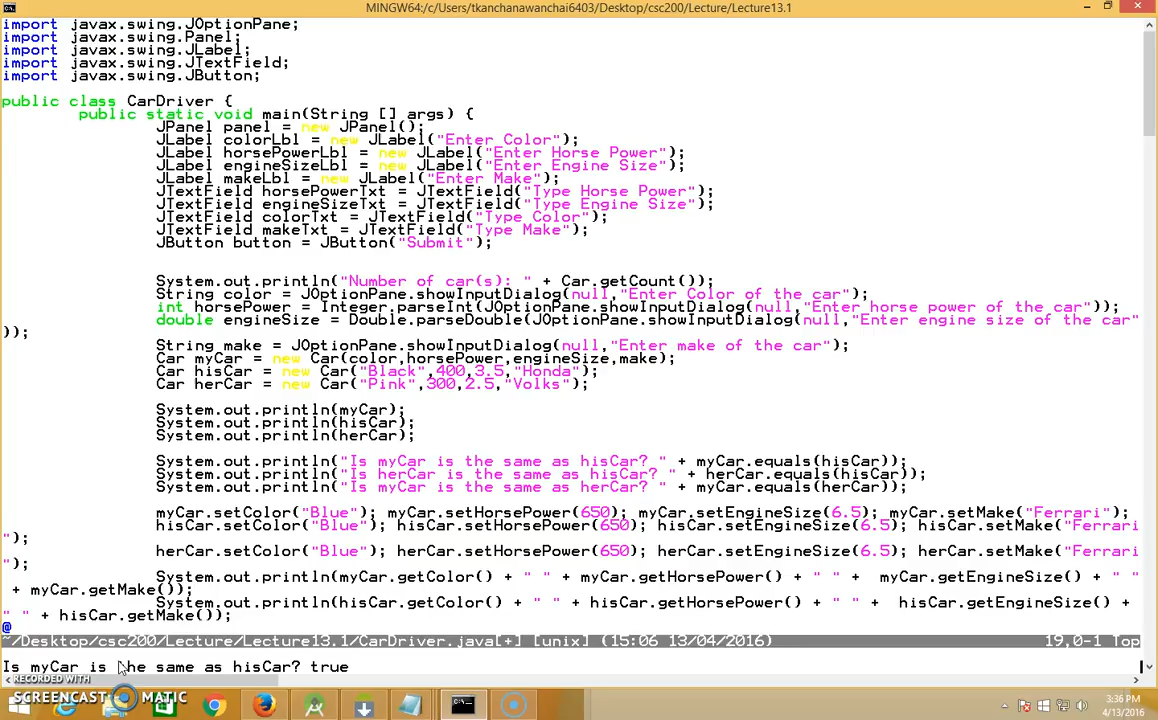 MINGW64:/c/Users/tkanchanawanchai6403/Desktop/csc200/Lecture/Lecture13.1
import javax.swing.JOptionPane;
import javax.swing.Panel;
import javax.swing.JLabel;
import javax.swing.JTextField;
import javax.swing.JButton;
public class CarDriver {
public static void main(String [] args) {
JPanel panel = new JPanel();
JLabel colorLbl = new JLabel("Enter Color");
JLabel horsePowerLbl = new JLabel("Enter Horse Power");
JLabel engineSizeLbl = new JLabel("Enter Engine Size");
JLabel makeLbl = new JLabel("Enter Make");
JTextField horsePowerTxt = JTextField("Type Horse Power");
JTextField engineSizeTxt = JTextField("Type Engine Size");
JTextField colorTxt = JTextField("Type Color");
JTextField makeTxt = JTextField("Type Make");
JButton button = JButton("Submit");
System.out.println("Number of car(s): " + Car.getCount());
String color = JOptionPane.showInputDialog(null,"Enter Color of the car");
int horsePower = Integer.parseInt(JOptionPane.showInputDialog(null,"Enter horse power of the car"));
double engineSize = Double.parseDouble(JOptionPane.showInputDialog(null,"Enter engine size of the car"
));
String make = JOptionPane.showInputDialog(null,"Enter make of the car");
Car myCar = new Car(color,horsePower,engineSize,make);
Car hisCar = new Car("Black",400,3.5,"Honda");
Car herCar = new Car("Pink",300,2.5,"Volks");
System.out.println(myCar);
System.out.println(hisCar);
System.out.println(herCar);
System.out.println("Is myCar is the same as hisCar? " + myCar.equals(hisCar));
System.out.println("Is herCar is the same as hisCar? " + herCar.equals(hisCar));
System.out.println("Is myCar is the same as herCar? " + myCar.equals(herCar));
myCar.setColor("Blue"); myCar.setHorsePower(650); myCar.setEngineSize(6.5); myCar.setMake("Ferrari");
hisCar.setColor("Blue"); hisCar.setHorsePower(650); hisCar.setEngineSize(6.5); hisCar.setMake("Ferrari
");
herCar.setColor("Blue"); herCar.setHorsePower(650); herCar.setEngineSize(6.5); herCar.setMake("Ferrari
");
System.out.println(myCar.getColor() + " " + myCar.getHorsePower() + " " + myCar.getEngineSize() + " "
+ myCar.getMake());
System.out.println(hisCar.getColor() + " " + hisCar.getHorsePower() + " " + hisCar.getEngineSize() +
" " + hisCar.getMake());
@
~/Desktop/csc200/Lecture/Lecture13.1/CarDriver.java[+] [unix] (15:06 13/04/2016) 19,0-1 Top
Is myCar is the same as hisCar? true
RECORDED WITH
SCREENCAST MATIC
3:36 PM
4/13/2016